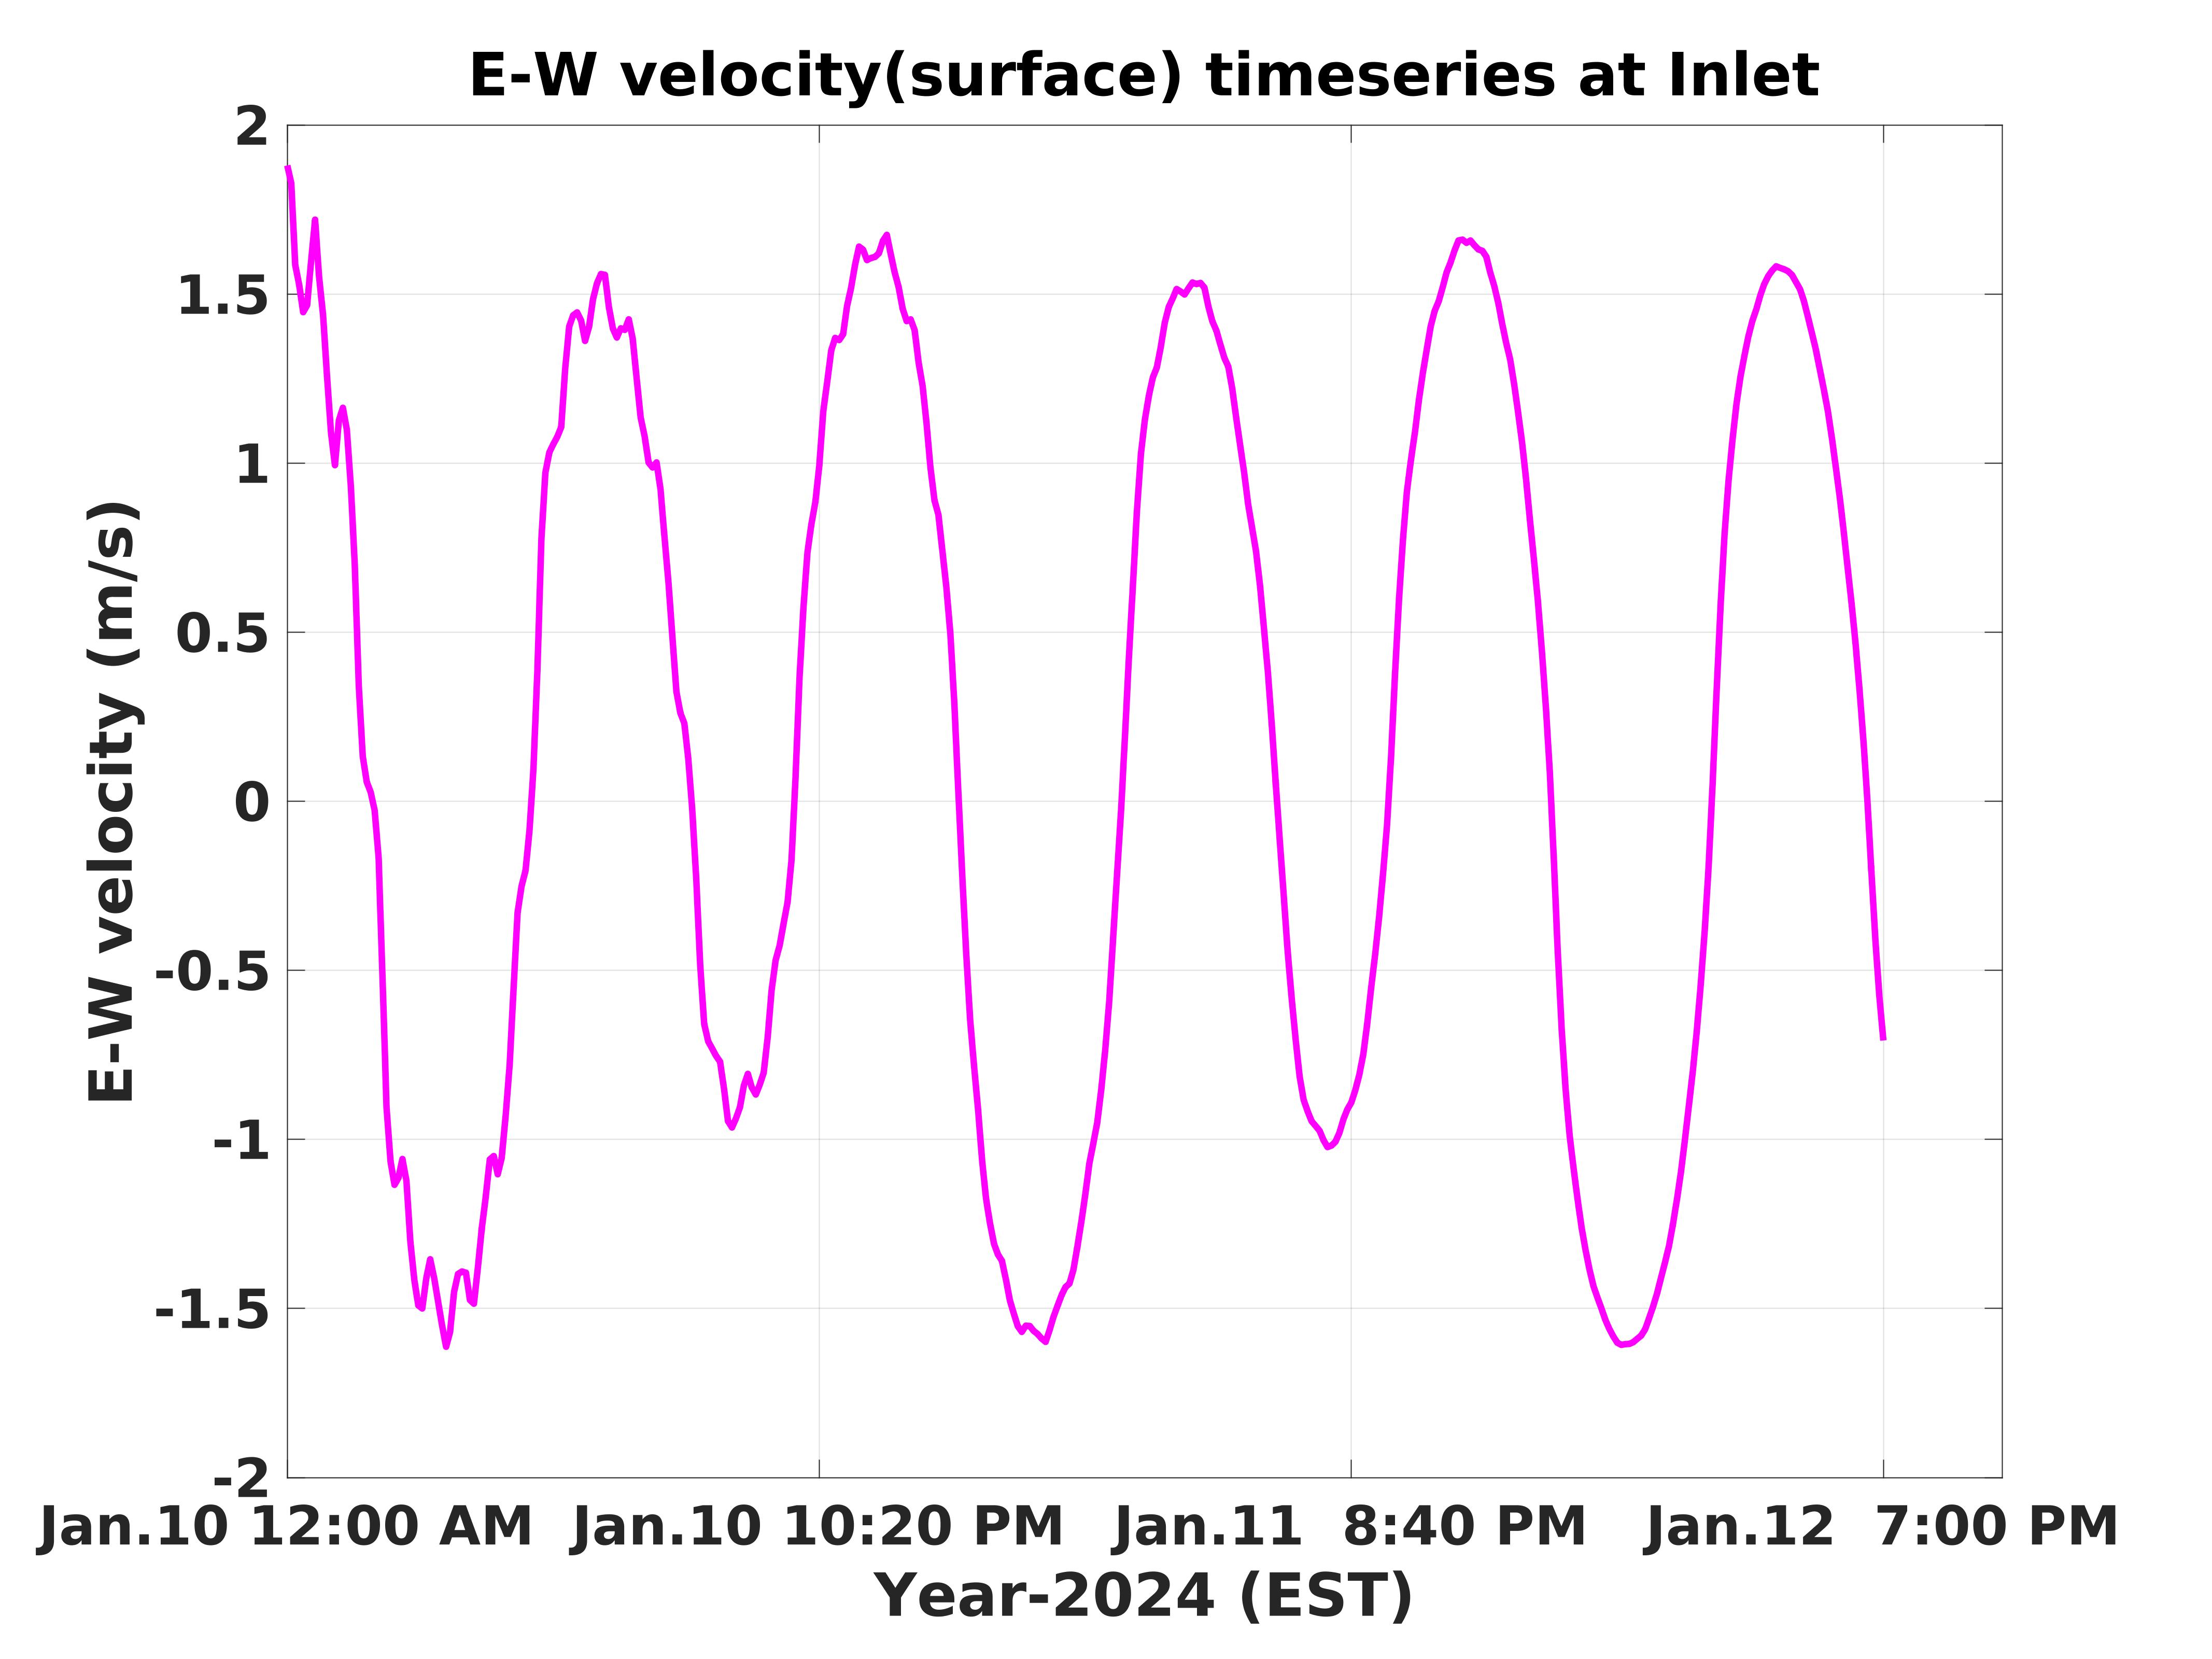 E-W velocity(surface) timeseries at Inlet
2
1.5
1
0.5
0
-0.5
-1
-1.5
-2
E-W velocity (m/s)
Jan.10 12:00 AM Jan.10 10:20 PM Jan.11 8:40 PM Jan.12 7:00 PM
Year-2024 (EST)